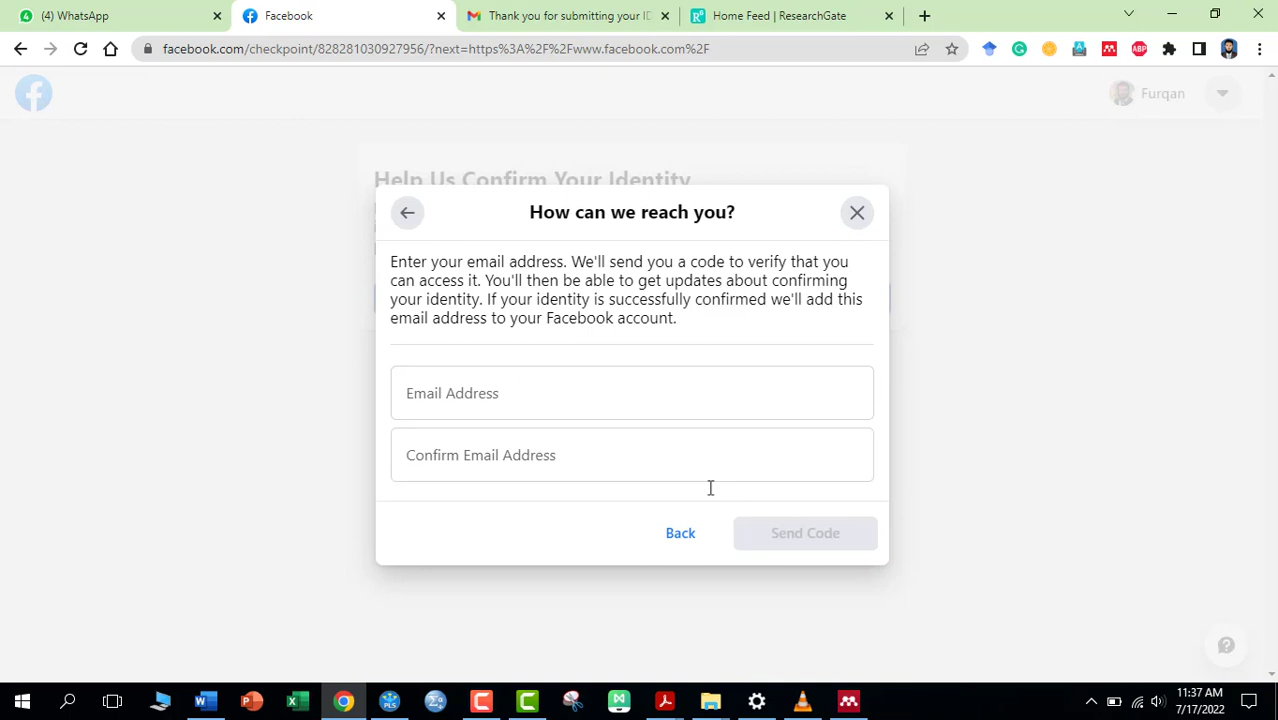 (4) WhatsApp
Facebook
Thank you for submitting your ID
Home Feed | ResearchGate
facebook.com/checkpoint/828281030927956/?next=https%3A%2F%2Fwww.facebook.com%2F
Furqan
Help Us Confirm Your Identity
How can we reach you?
Enter your email address. We'll send you a code to verify that you
can access it. You'll then be able to get updates about confirming
your identity. If your identity is successfully confirmed we'll add this
email address to your Facebook account.
Email Address
Confirm Email Address
Back
Send Code
11:37 AM
7/17/2022